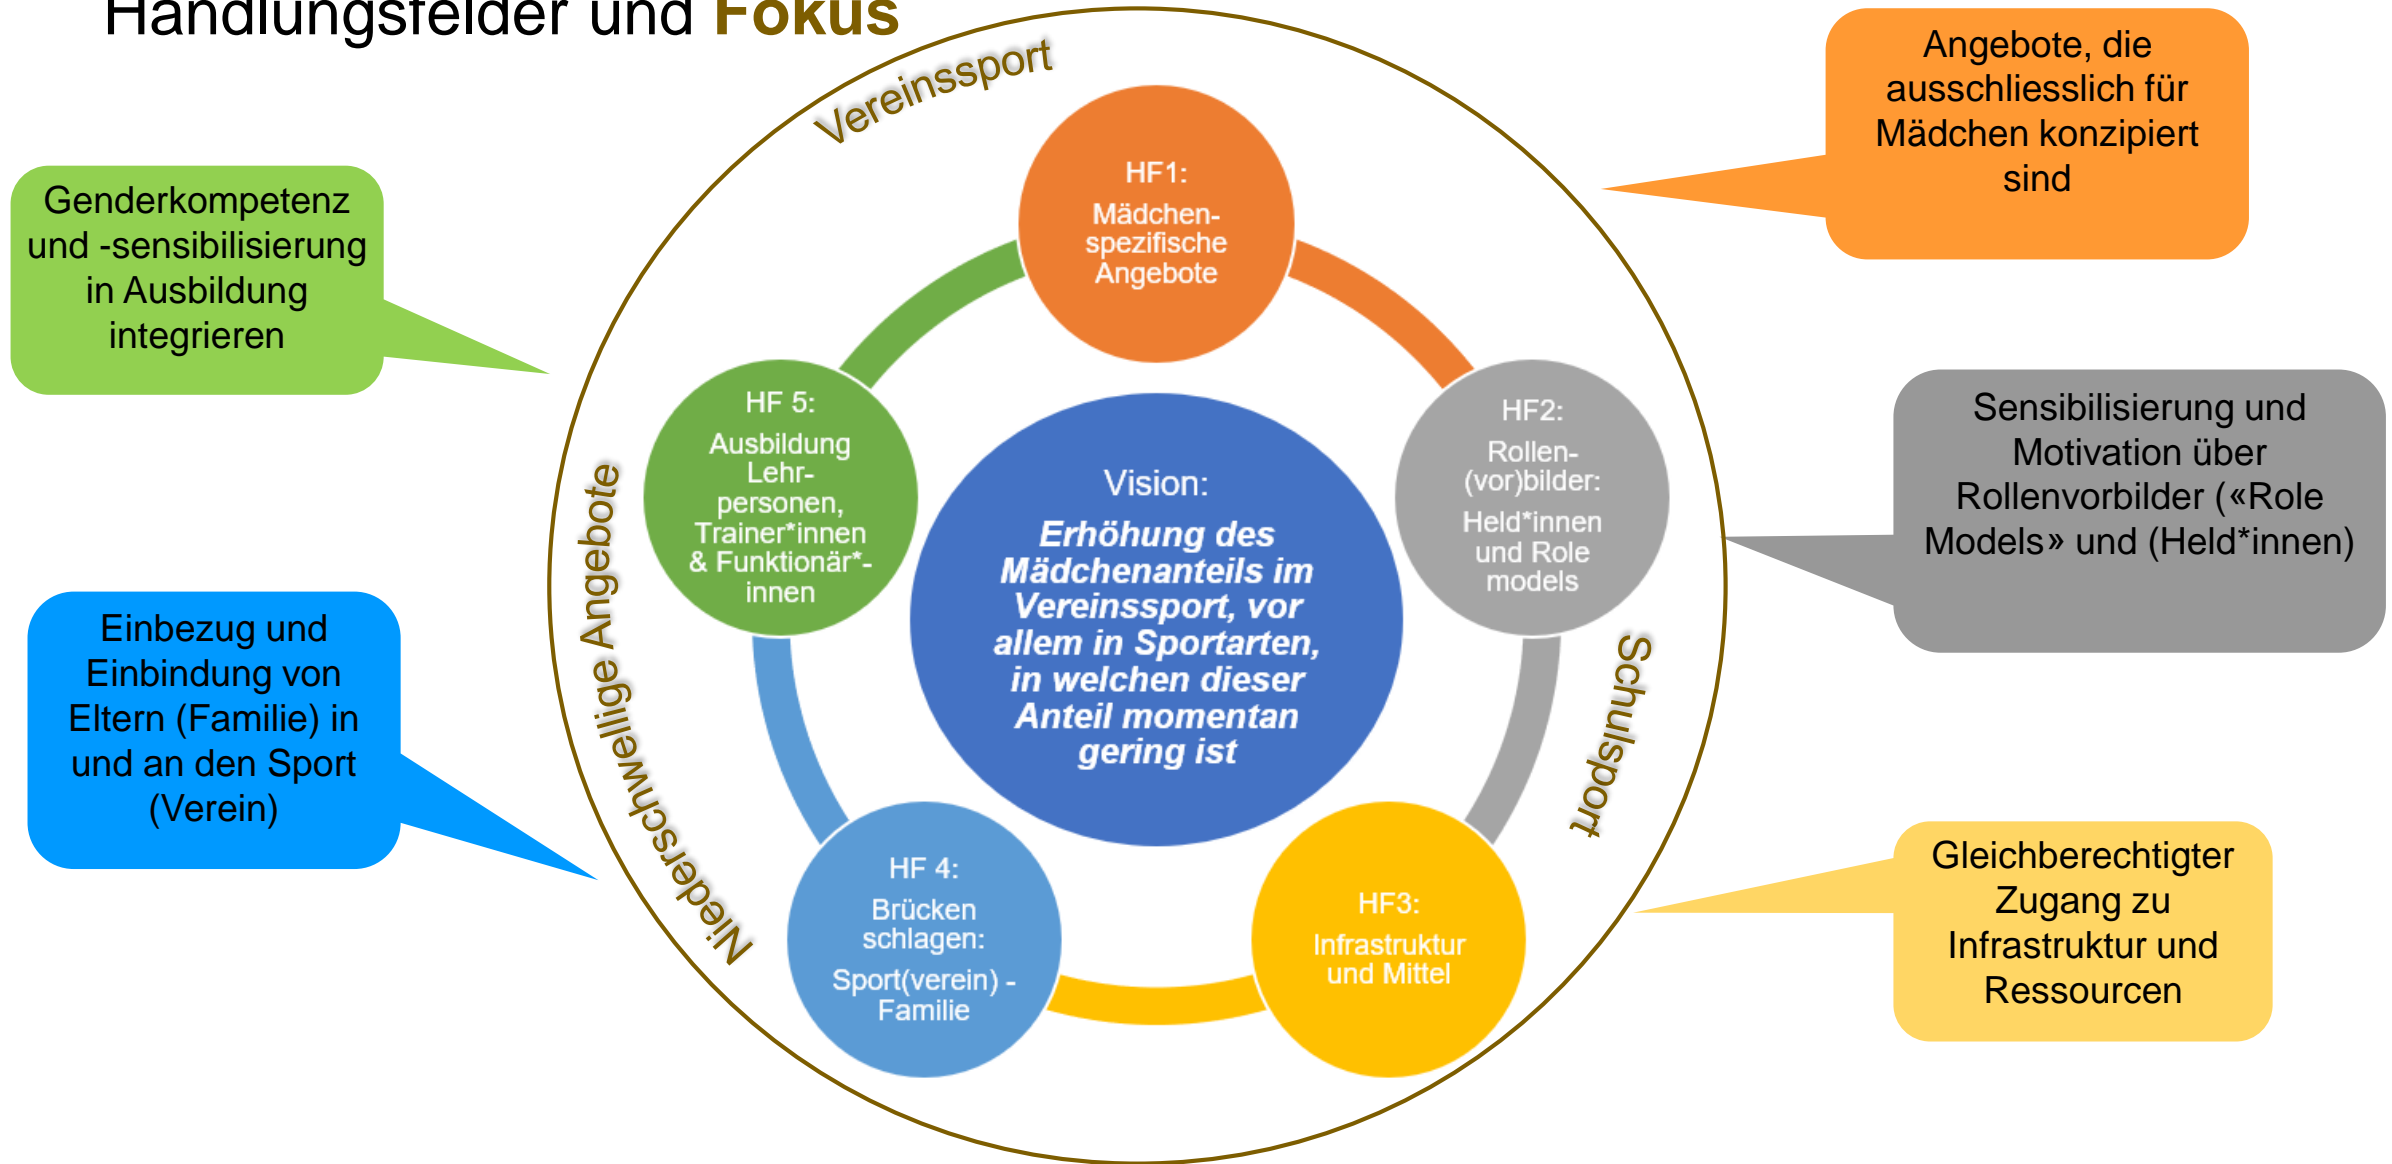 Handlungsfelder und Fokus
Vereinssport
Angebote, die
ausschliesslich für
Mädchen konzipiert
sind
HF1:
Mädchen-
spezifische
Angebote
Genderkompetenz
und -sensibilisierung
in Ausbildung
integrieren
HF 5:
Ausbildung
Lehr-
personen,
Trainer*innen
& Funktionär*-
innen
Vision:
Erhöhung des
Mädchenanteils im
Vereinssport, vor
allem in Sportarten,
in welchen dieser
Anteil momentan
gering ist
HF2:
Rollen-
(vor)bilder:
Held*innen
und Role
models
Sensibilisierung und
Motivation über
Rollenvorbilder («Role
Models» und (Held*innen)
Niederschwellige Angebote
Schulsport
Einbezug und
Einbindung von
Eltern (Familie) in
und an den Sport
(Verein)
HF 4:
Brücken
schlagen:
Sport(verein) -
Familie
HF3:
Infrastruktur
und Mittel
Gleichberechtigter
Zugang zu
Infrastruktur und
Ressourcen